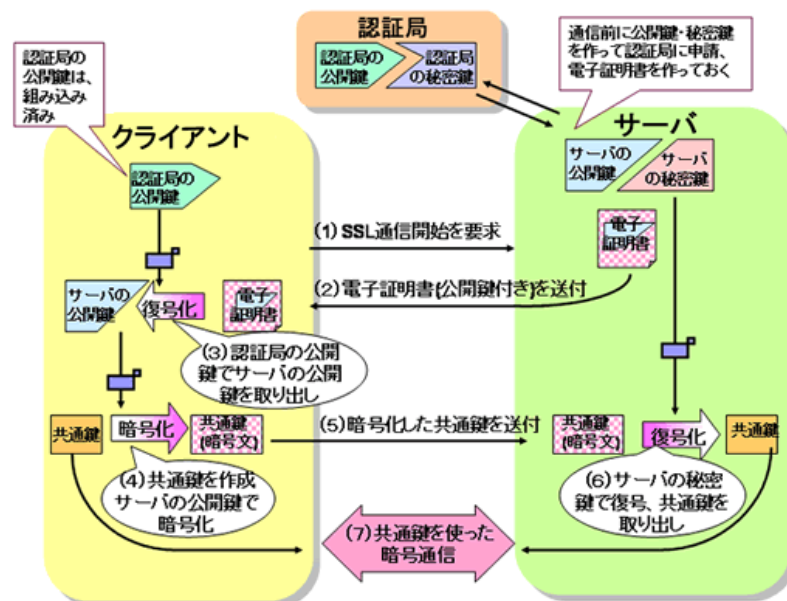 認証局
認証局の
公開鍵
認証局
の秘密鍵
通信前に公開鍵・秘密鍵
を作って認証局に申請、
電子証明書を作っておく
認証局の
公開鍵は、
組み込み
済み
クライアント
サーバ
認証局の
公開鍵
サーバの
公開鍵
サーバ
の秘密鍵
(1)SSL通信開始を要求
電子
証明書
(2)電子証明書(公開鍵付き)を送付
サーバの
公開鍵
復号化
電子
証明書
(3)認証局の公開
鍵でサーバの公開
鍵を取り出し
共通鍵
暗号化
共通鍵
(暗号文)
(5)暗号化した共通鍵を送付
共通鍵
(暗号文)
復号化
共通鍵
(4)共通鍵を作成
サーバの公開鍵で
暗号化
(6)サーバの秘密
鍵で復号、共通鍵を
取り出し
(7)共通鍵を使った
暗号通信